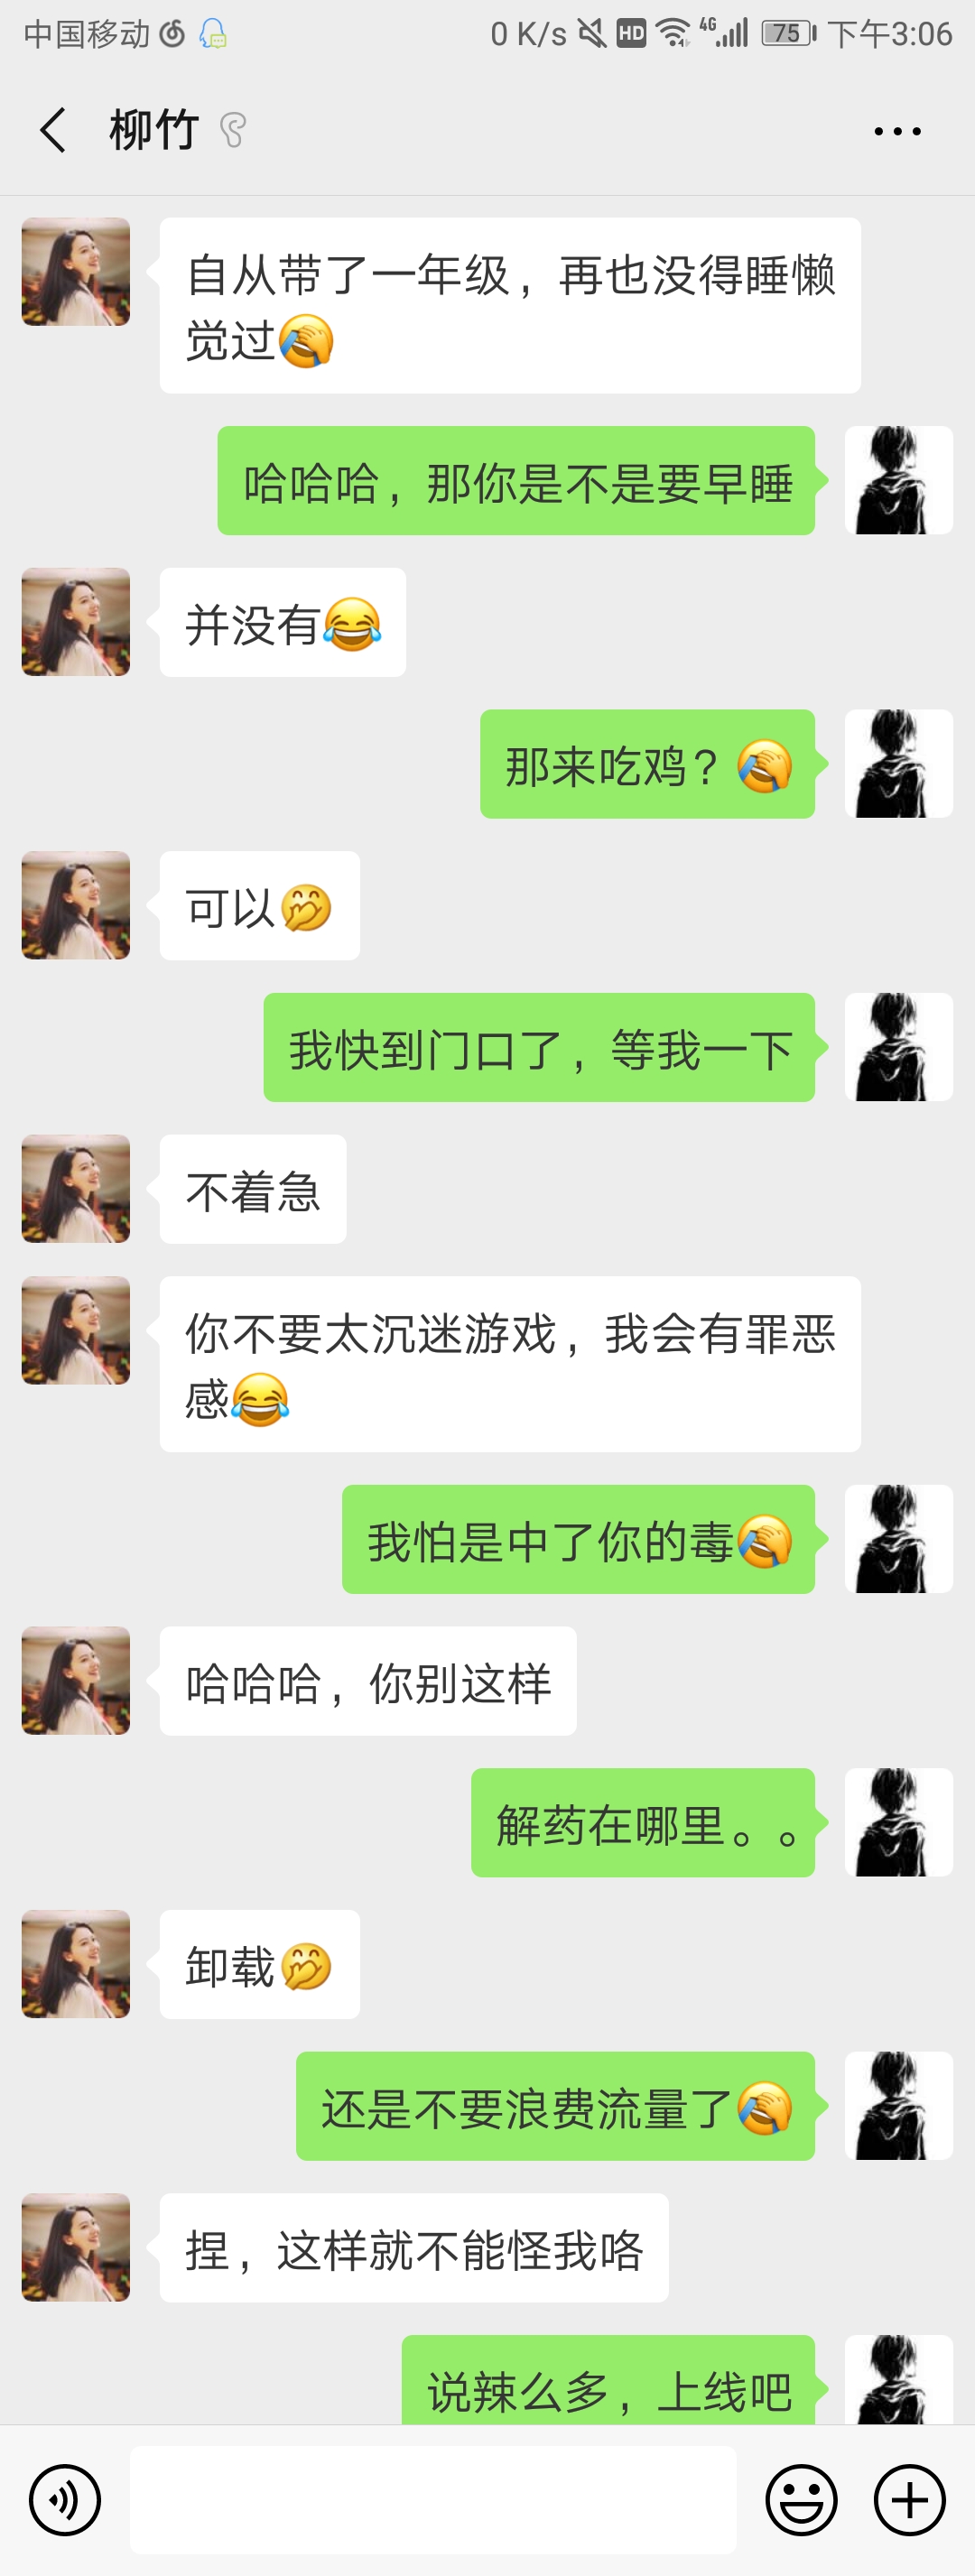 中国移动 0 K/s HD 4G 75 下午3:06
柳竹
自从带了一年级，再也没得睡懒
觉过🤦
哈哈哈，那你是不是要早睡
并没有😂
那来吃鸡？🤦
可以🤭
我快到门口了，等我一下
不着急
你不要太沉迷游戏，我会有罪恶
感😂
我怕是中了你的毒🤦
哈哈哈，你别这样
解药在哪里。。
卸载🤭
还是不要浪费流量了🤦
捏，这样就不能怪我咯
说辣么多，上线吧